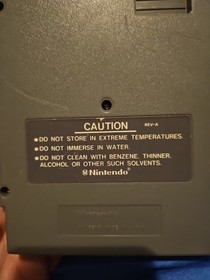 CAUTION
REV-A
•DO NOT STORE IN EXTREME TEMPERATURES.
•DO NOT IMMERSE IN WATER.
•DO NOT CLEAN WITH BENZENE, THINNER,
ALCOHOL OR OTHER SUCH SOLVENTS.
®Nintendo